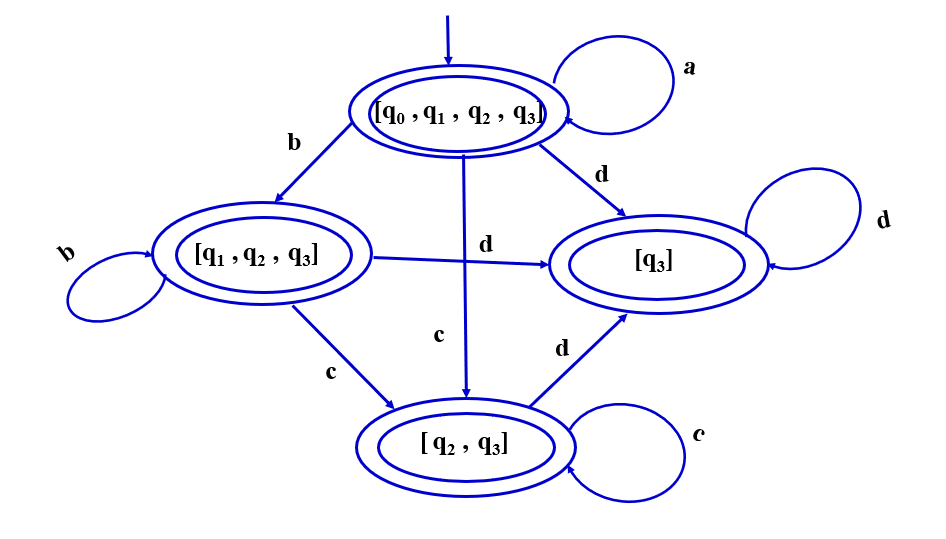 a
[q₀ , q₁ , q₂ , q₃]
b
d
d
b
d
[q₁ , q₂ , q₃]
[q₃]
c
d
c
c
[ q₂ , q₃]